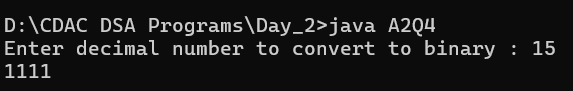 D:\CDAC DSA Programs\Day_2>java A2Q4
Enter decimal number to convert to binary : 15
1111